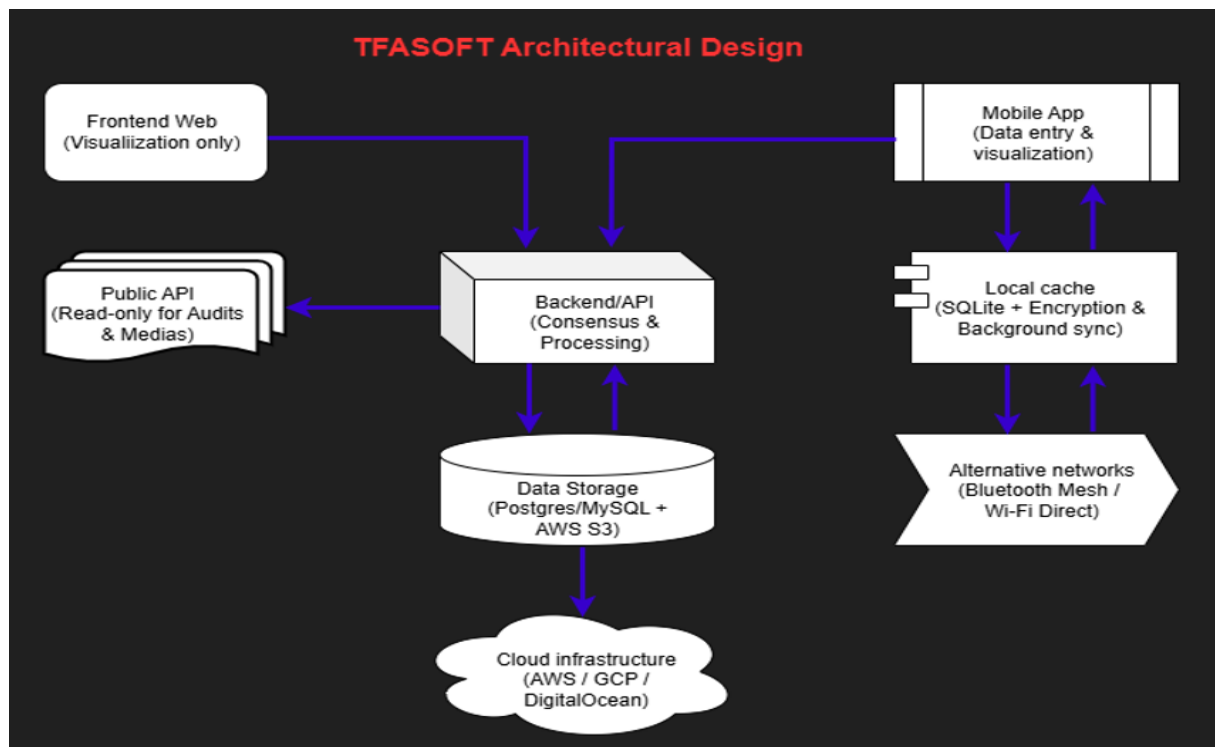 TFASOFT Architectural Design
Frontend Web
(Visualiization only)
Mobile App
(Data entry &
visualization)
Public API
(Read-only for Audits
& Medias)
Backend/API
(Consensus &
Processing)
Local cache
(SQLite + Encryption &
Background sync)
Data Storage
(Postgres/MySQL +
AWS S3)
Alternative networks
(Bluetooth Mesh /
Wi-Fi Direct)
Cloud infrastructure
(AWS / GCP /
DigitalOcean)